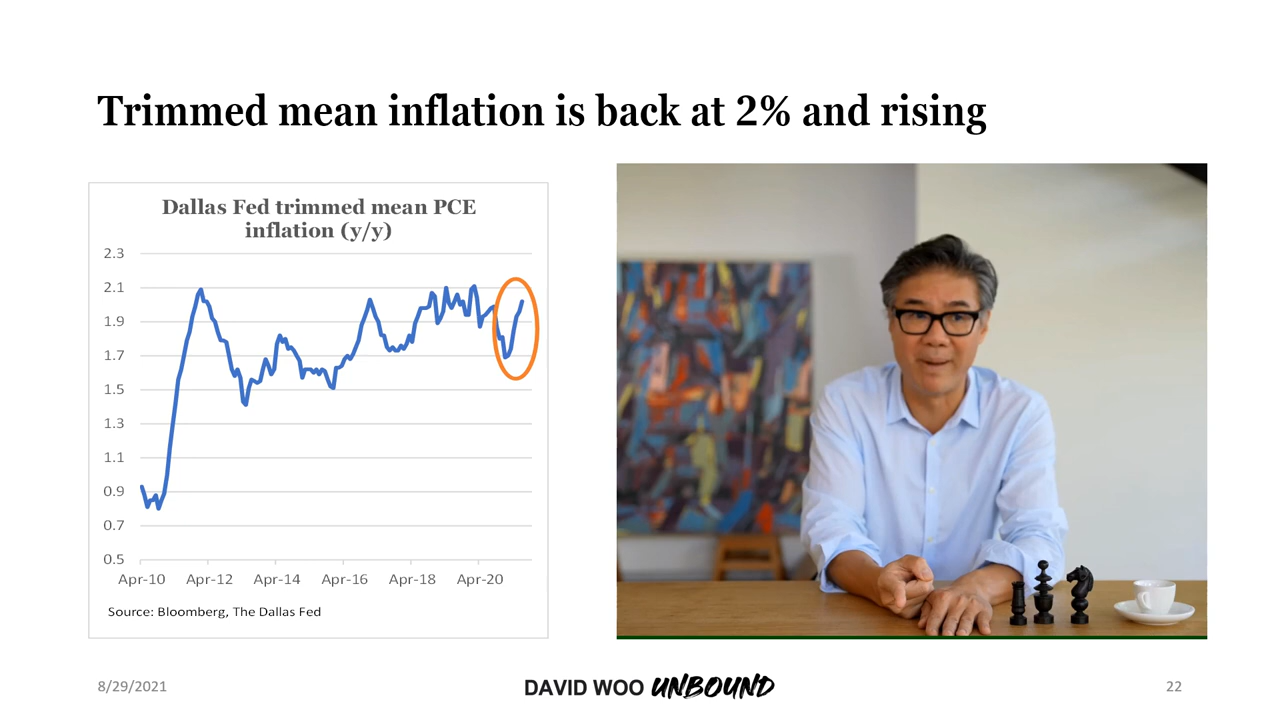 Trimmed mean inflation is back at 2% and rising
Dallas Fed trimmed mean PCE
inflation (y/y)
2.3
2.1
1.9
1.7
1.5
1.3
1.1
0.9
0.7
0.5
Apr-10 Apr-12 Apr-14 Apr-16 Apr-18 Apr-20
Source: Bloomberg, The Dallas Fed
8/29/2021
DAVID WOO UNBOUND
22